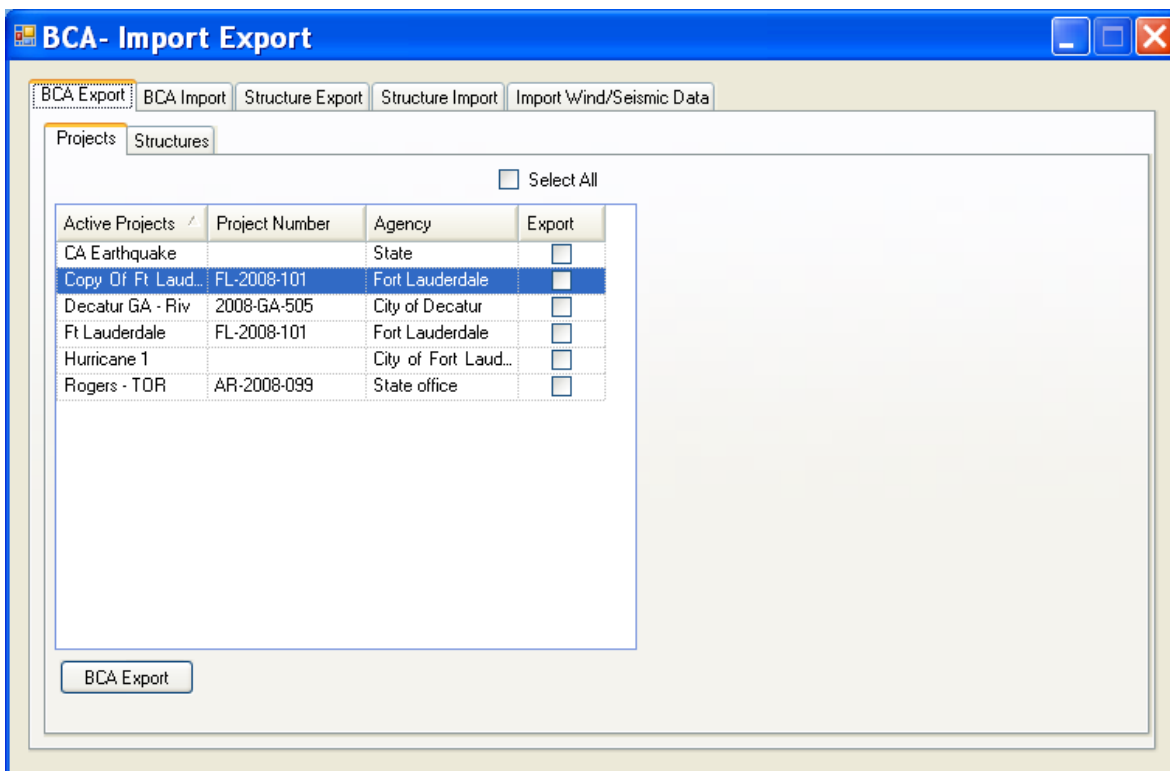 BCA- Import Export
BCA Export BCA Import Structure Export Structure Import Import Wind/Seismic Data
Projects Structures
Select All
Active Projects Project Number Agency Export
CA Earthquake State
Copy Of Ft Laud... FL-2008-101 Fort Lauderdale
Decatur GA - Riv 2008-GA-505 City of Decatur
Ft Lauderdale FL-2008-101 Fort Lauderdale
Hurricane 1 City of Fort Laud...
Rogers - TOR AR-2008-099 State office
BCA Export